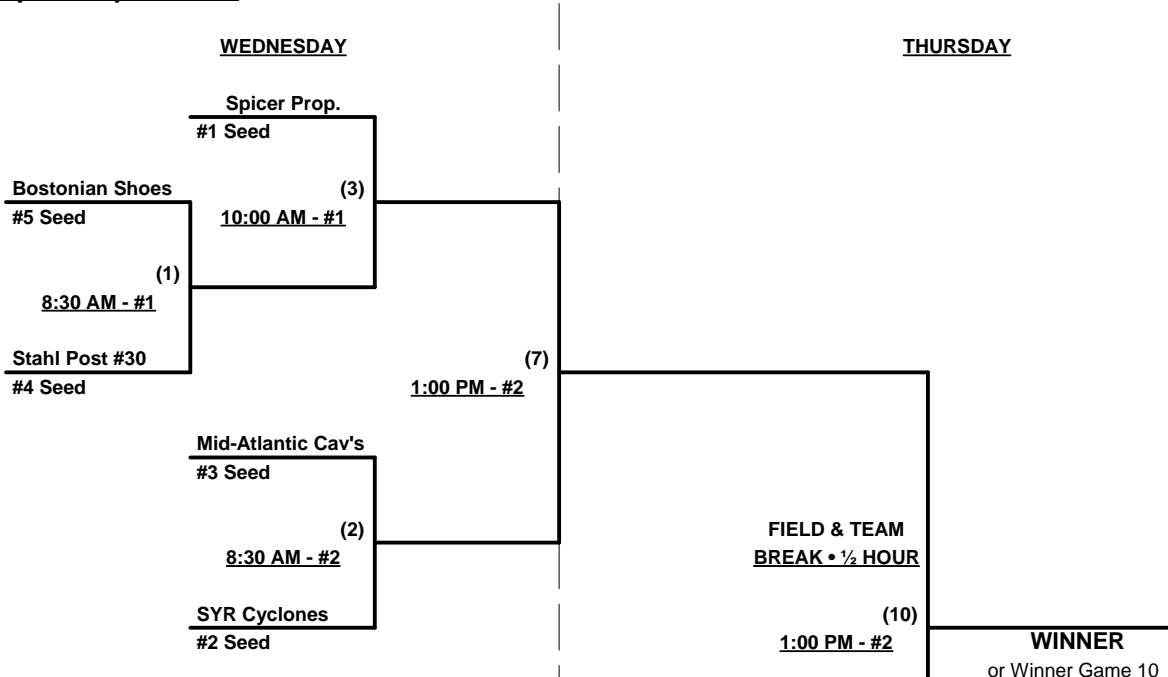 WEDNESDAY
THURSDAY
Spicer Prop.
#1 Seed
Bostonian Shoes
(3)
#5 Seed
10:00 AM - #1
(1)
8:30 AM - #1
Stahl Post #30
(7)
#4 Seed
1:00 PM - #2
Mid-Atlantic Cav's
#3 Seed
(2)
FIELD & TEAM
8:30 AM - #2
BREAK • ½ HOUR
SYR Cyclones
(10)
#2 Seed
1:00 PM - #2
WINNER
or Winner Game 10